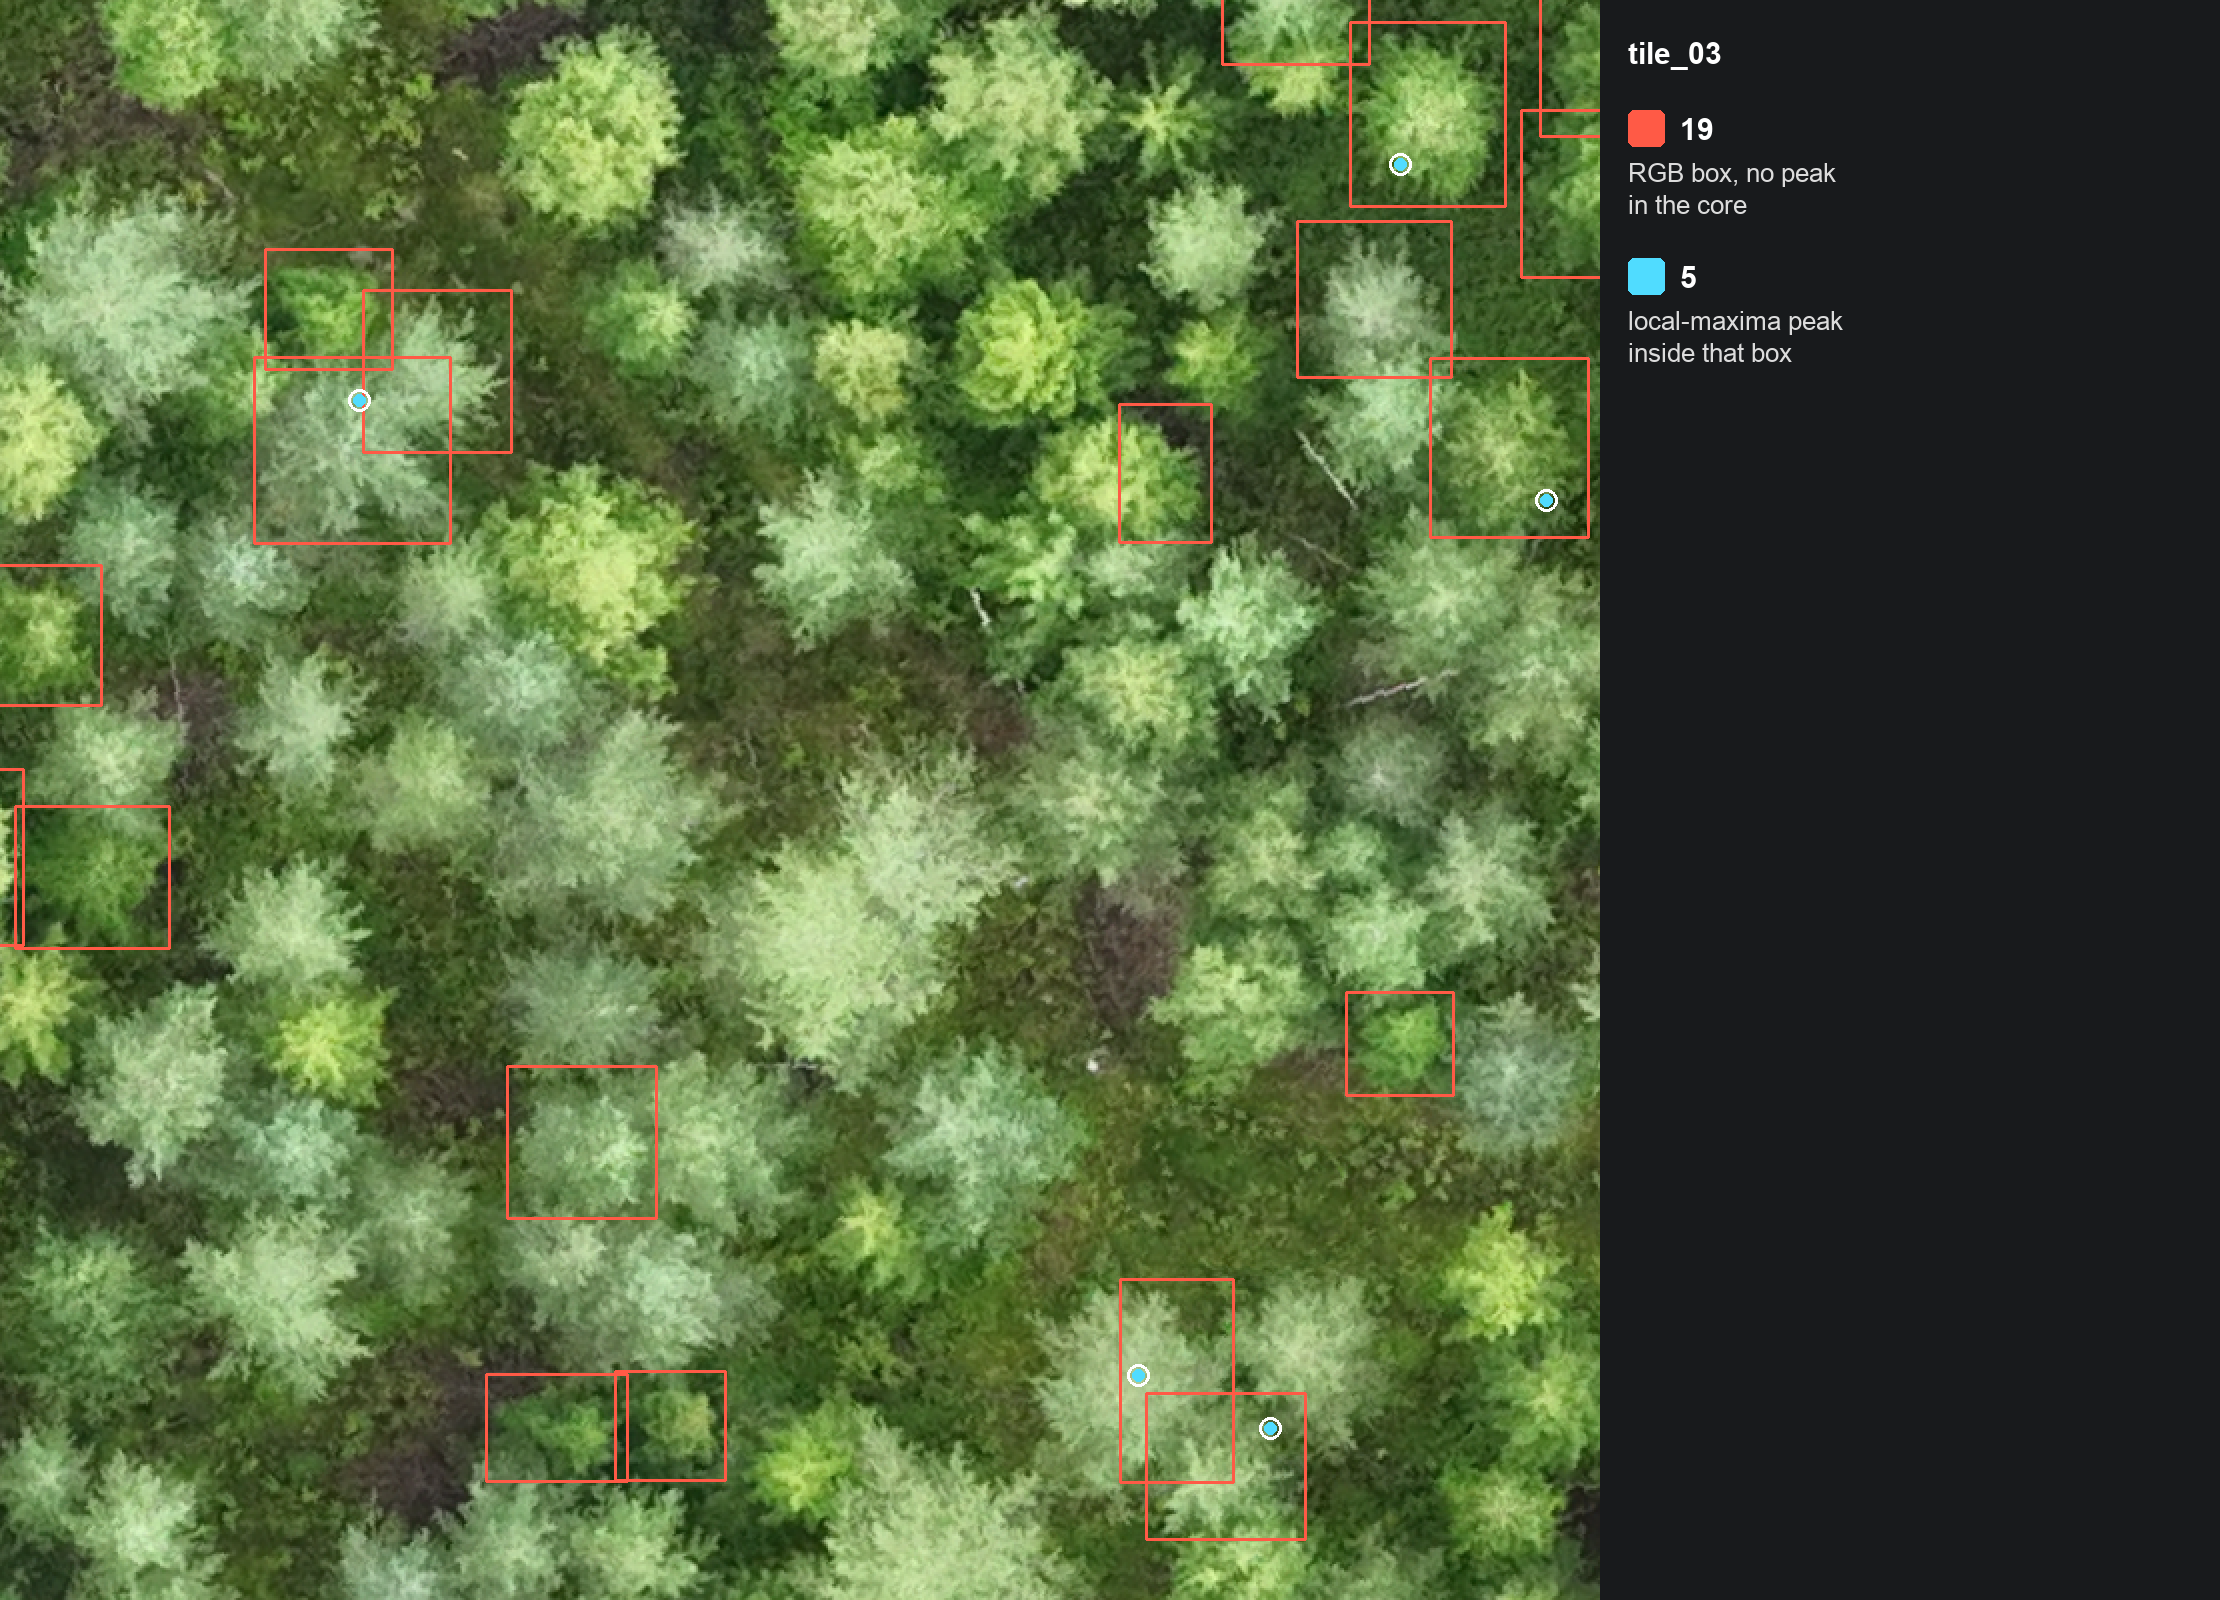 tile_03
19
RGB box, no peak
in the core
5
local-maxima peak
inside that box